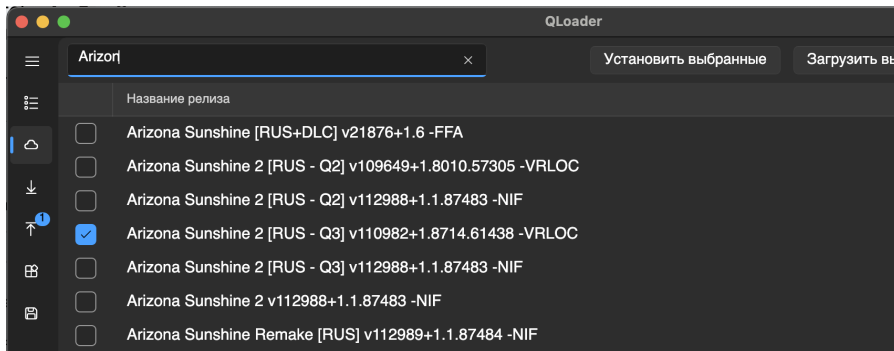 QLoader
Arizon
Установить выбранные
Загрузить вы
Название релиза
Arizona Sunshine [RUS+DLC] v21876+1.6 -FFA
Arizona Sunshine 2 [RUS - Q2] v109649+1.8010.57305 -VRLOC
Arizona Sunshine 2 [RUS - Q2] v112988+1.1.87483 -NIF
Arizona Sunshine 2 [RUS - Q3] v110982+1.8714.61438 -VRLOC
1
Arizona Sunshine 2 [RUS - Q3] v112988+1.1.87483 -NIF
Arizona Sunshine 2 v112988+1.1.87483 -NIF
Arizona Sunshine Remake [RUS] v112989+1.1.87484 -NIF